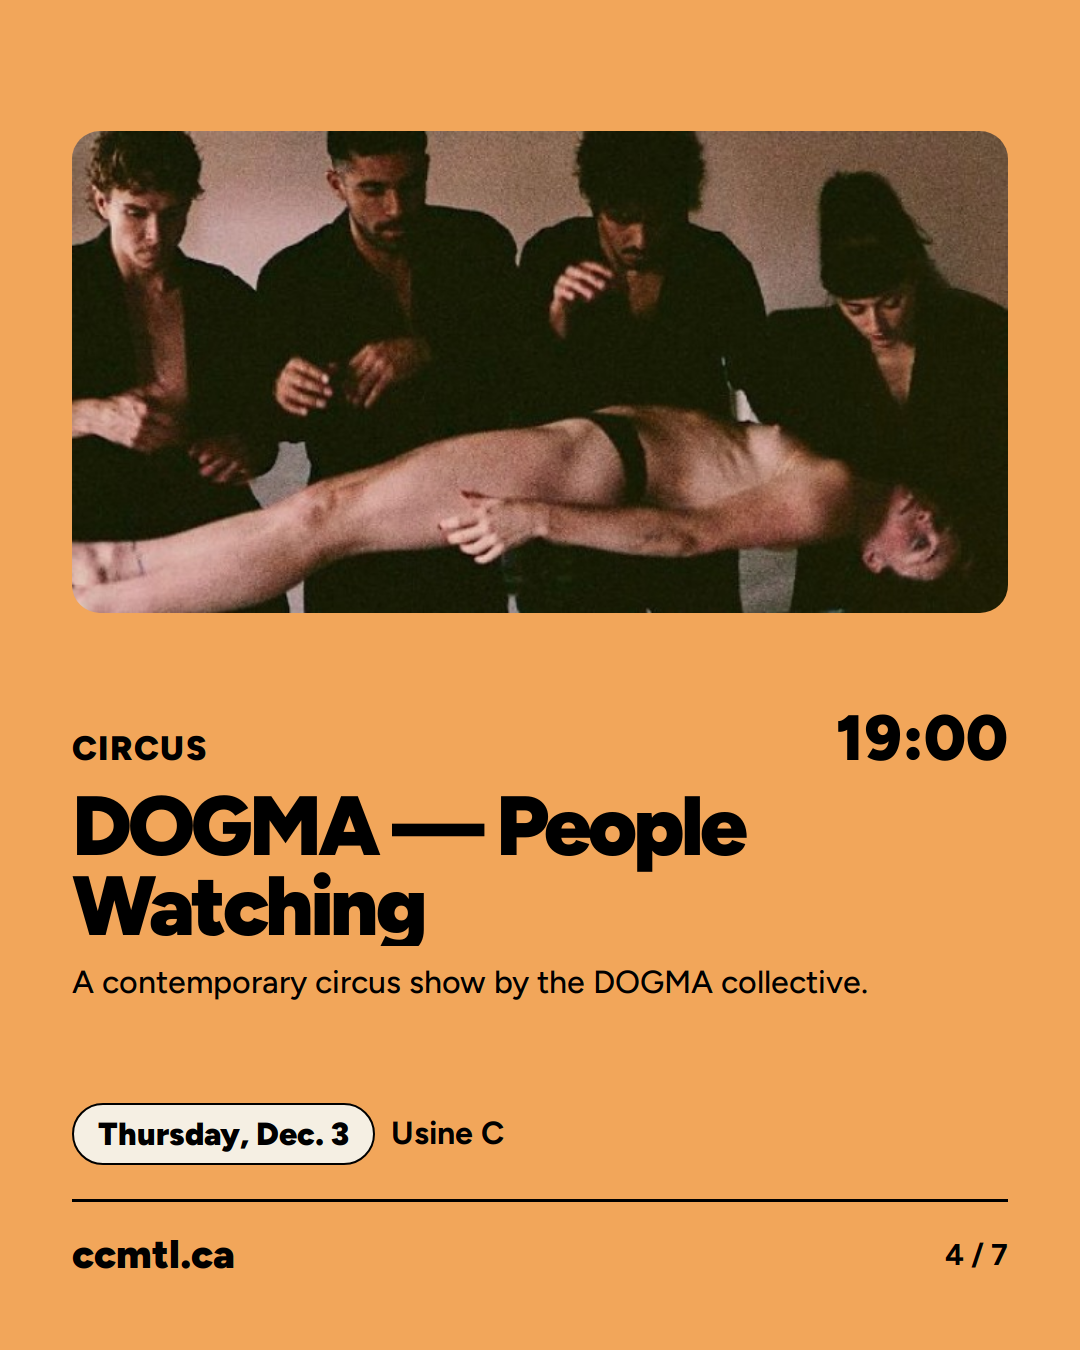 CIRCUS
19:00
DOGMA — People
Watching
A contemporary circus show by the DOGMA collective.
Thursday, Dec. 3
Usine C
ccmtl.ca
4 / 7